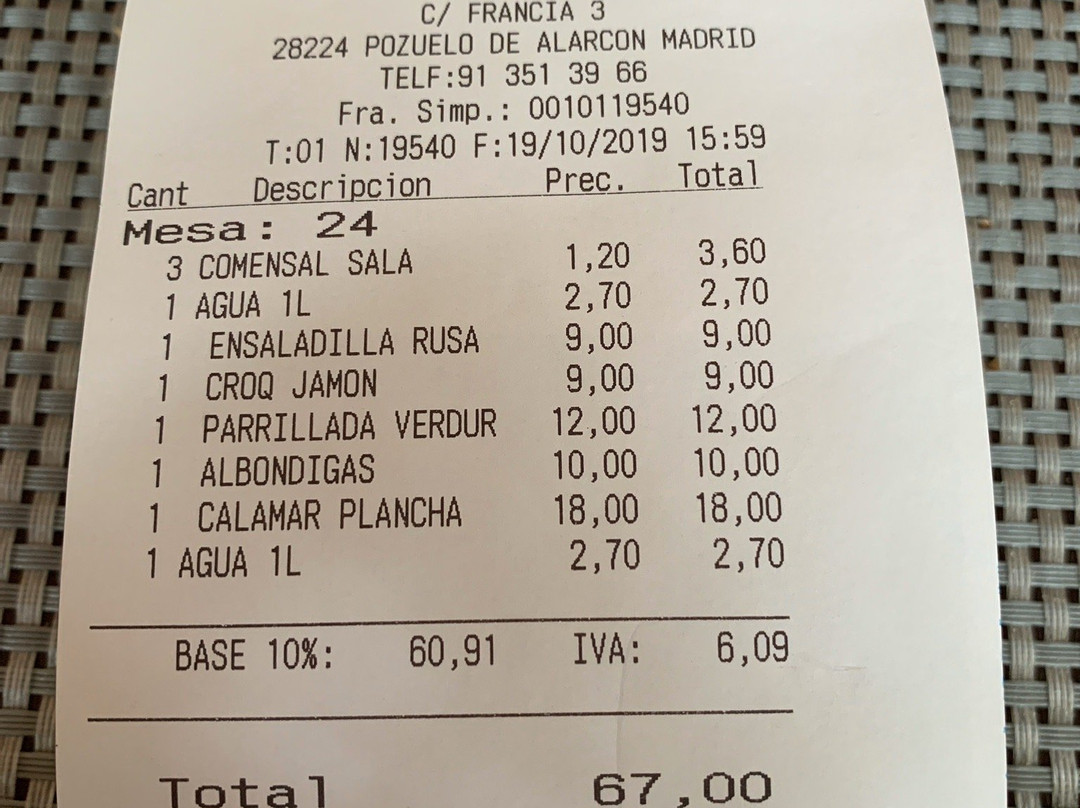 C/ FRANCIA 3
28224 POZUELO DE ALARCON MADRID
TELF:91 351 39 66
Fra. Simp.: 0010119540
T:01 N:19540 F:19/10/2019 15:59
Cant Descripcion Prec. Total
Mesa: 24
3 COMENSAL SALA 1,20 3,60
1 AGUA 1L 2,70 2,70
1 ENSALADILLA RUSA 9,00 9,00
1 CROQ JAMON 9,00 9,00
1 PARRILLADA VERDUR 12,00 12,00
1 ALBONDIGAS 10,00 10,00
1 CALAMAR PLANCHA 18,00 18,00
1 AGUA 1L 2,70 2,70
BASE 10%: 60,91 IVA: 6,09
Total 67,00